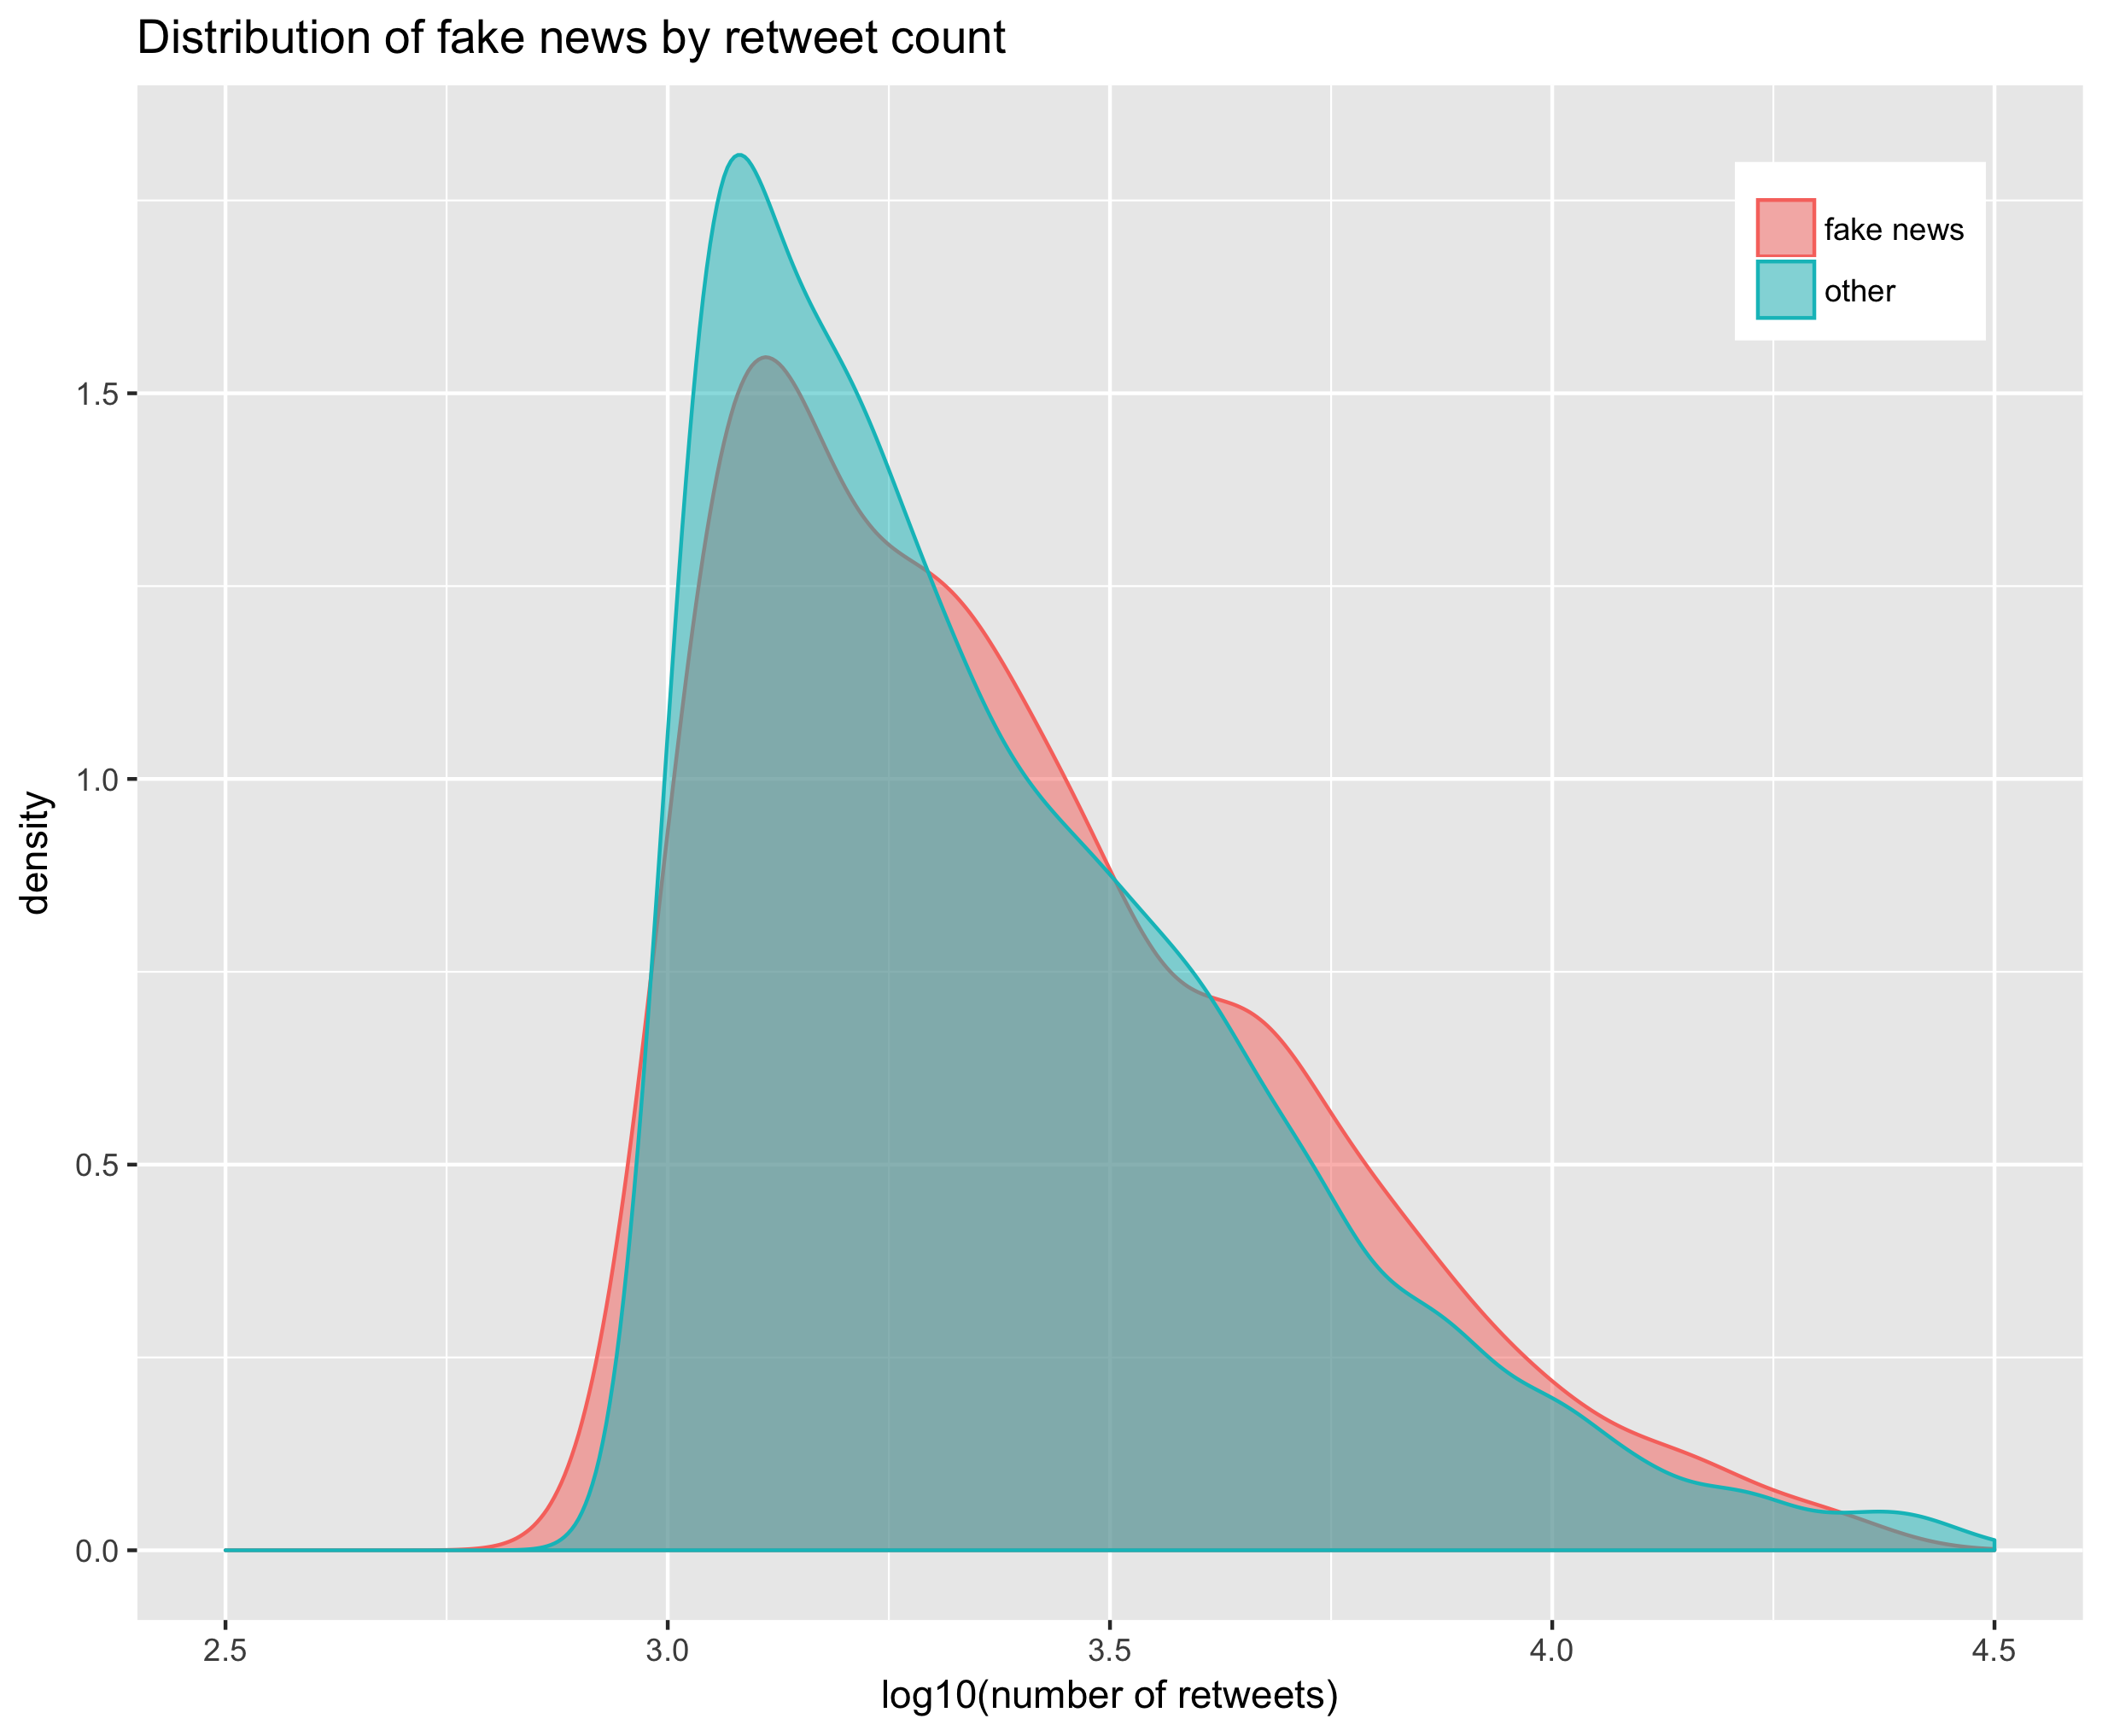 Distribution of fake news by retweet count
fake news
other
1.5
1.0
0.5
0.0
density
2.5 3.0 3.5 4.0 4.5
log10(number of retweets)